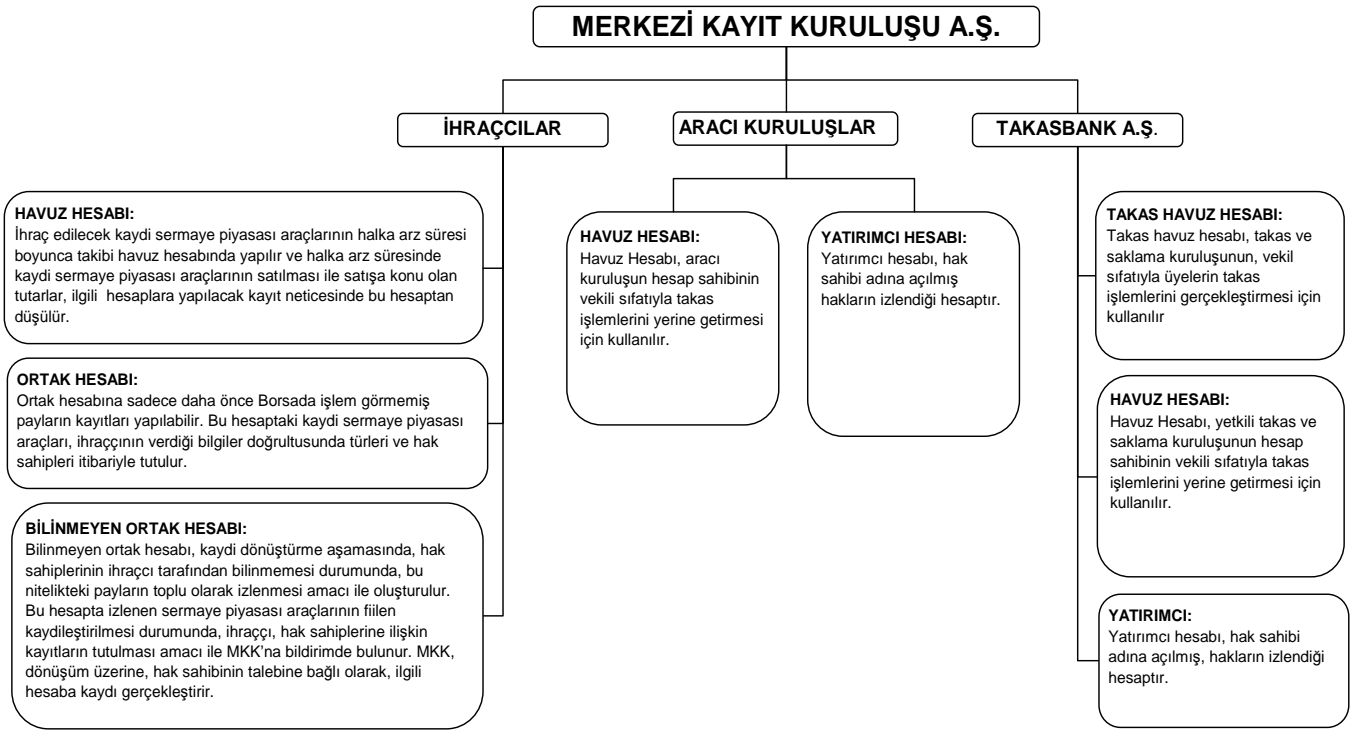 MERKEZİ KAYIT KURULUŞU A.Ş.
İHRAÇCILAR
ARACI KURULUŞLAR
TAKASBANK A.Ş.
HAVUZ HESABI:
İhraç edilecek kaydi sermaye piyasası araçlarının halka arz süresi
boyunca takibi havuz hesabında yapılır ve halka arz süresinde
kaydi sermaye piyasası araçlarının satılması ile satışa konu olan
tutarlar, ilgili hesaplara yapılacak kayıt neticesinde bu hesaptan
düşülür.
ORTAK HESABI:
Ortak hesabına sadece daha önce Borsada işlem görmemiş
payların kayıtları yapılabilir. Bu hesaptaki kaydi sermaye piyasası
araçları, ihraççının verdiği bilgiler doğrultusunda türleri ve hak
sahipleri itibariyle tutulur.
BİLİNMEYEN ORTAK HESABI:
Bilinmeyen ortak hesabı, kaydi dönüştürme aşamasında, hak
sahiplerinin ihraçcı tarafından bilinmemesi durumunda, bu
nitelikteki payların toplu olarak izlenmesi amacı ile oluşturulur.
Bu hesapta izlenen sermaye piyasası araçlarının fiilen
kaydileştirilmesi durumunda, ihraççı, hak sahiplerine ilişkin
kayıtların tutulması amacı ile MKK'na bildirimde bulunur. MKK,
dönüşüm üzerine, hak sahibinin talebine bağlı olarak, ilgili
hesaba kaydı gerçekleştirir.
HAVUZ HESABI:
Havuz Hesabı, aracı
kuruluşun hesap sahibinin
vekili sıfatıyla takas
işlemlerini yerine getirmesi
için kullanılır.
YATIRIMCI HESABI:
Yatırımcı hesabı, hak
sahibi adına açılmış
hakların izlendiği hesaptır.
TAKAS HAVUZ HESABI:
Takas havuz hesabı, takas ve
saklama kuruluşunun, vekil
sıfatıyla üyelerin takas
işlemlerini gerçekleştirmesi için
kullanılır
HAVUZ HESABI:
Havuz Hesabı, yetkili takas ve
saklama kuruluşunun hesap
sahibinin vekili sıfatıyla takas
işlemlerini yerine getirmesi için
kullanılır.
YATIRIMCI:
Yatırımcı hesabı, hak sahibi
adına açılmış, hakların izlendiği
hesaptır.